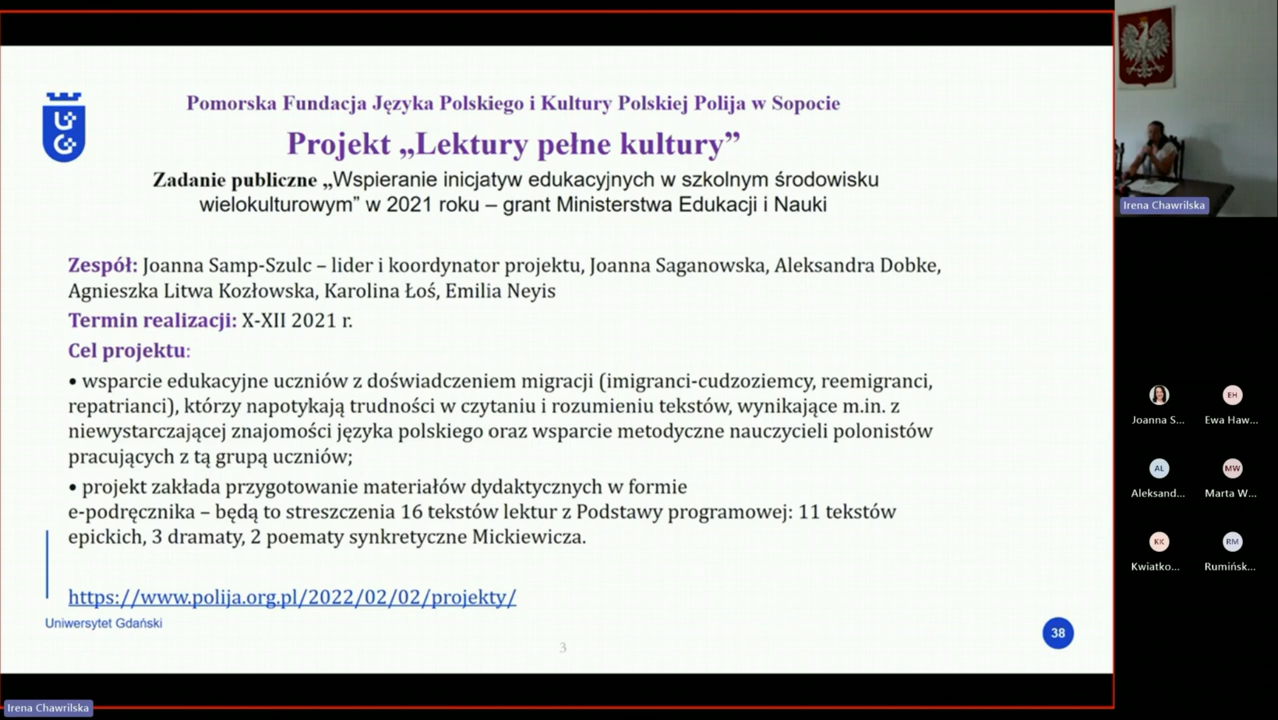 Pomorska Fundacja Języka Polskiego i Kultury Polskiej Polija w Sopocie
Projekt „Lektury pełne kultury”
Zadanie publiczne „Wspieranie inicjatyw edukacyjnych w szkolnym środowisku
wielokulturowym” w 2021 roku – grant Ministerstwa Edukacji i Nauki
Zespół: Joanna Samp-Szulc – lider i koordynator projektu, Joanna Saganowska, Aleksandra Dobke,
Agnieszka Litwa Kozłowska, Karolina Łoś, Emilia Neyis
Termin realizacji: X-XII 2021 r.
Cel projektu:
• wsparcie edukacyjne uczniów z doświadczeniem migracji (imigranci-cudzoziemcy, reemigranci,
repatrianci), którzy napotykają trudności w czytaniu i rozumieniu tekstów, wynikające m.in. z
niewystarczającej znajomości języka polskiego oraz wsparcie metodyczne nauczycieli polonistów
pracujących z tą grupą uczniów;
• projekt zakłada przygotowanie materiałów dydaktycznych w formie
e-podręcznika – będą to streszczenia 16 tekstów lektur z Podstawy programowej: 11 tekstów
epickich, 3 dramaty, 2 poematy synkretyczne Mickiewicza.
https://www.polija.org.pl/2022/02/02/projekty/
Uniwersytet Gdański
3
38
Irena Chawrilska
Irena Chawrilska
EH
Joanna S... Ewa Haw...
AL MW
Aleksand... Marta W...
KK RM
Kwiatko... Rumińsk...